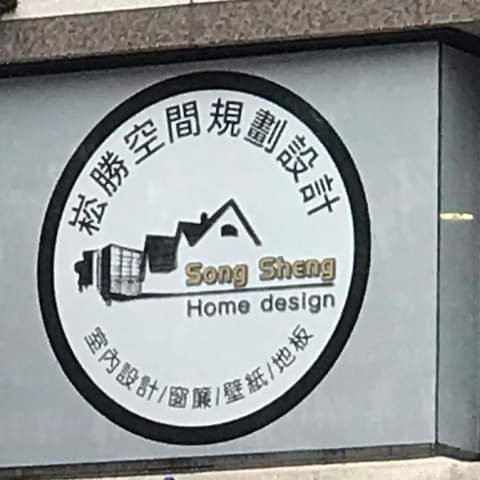 崧勝空間規劃設計
Song Sheng
Home design
室內設計/窗簾/壁紙/地板